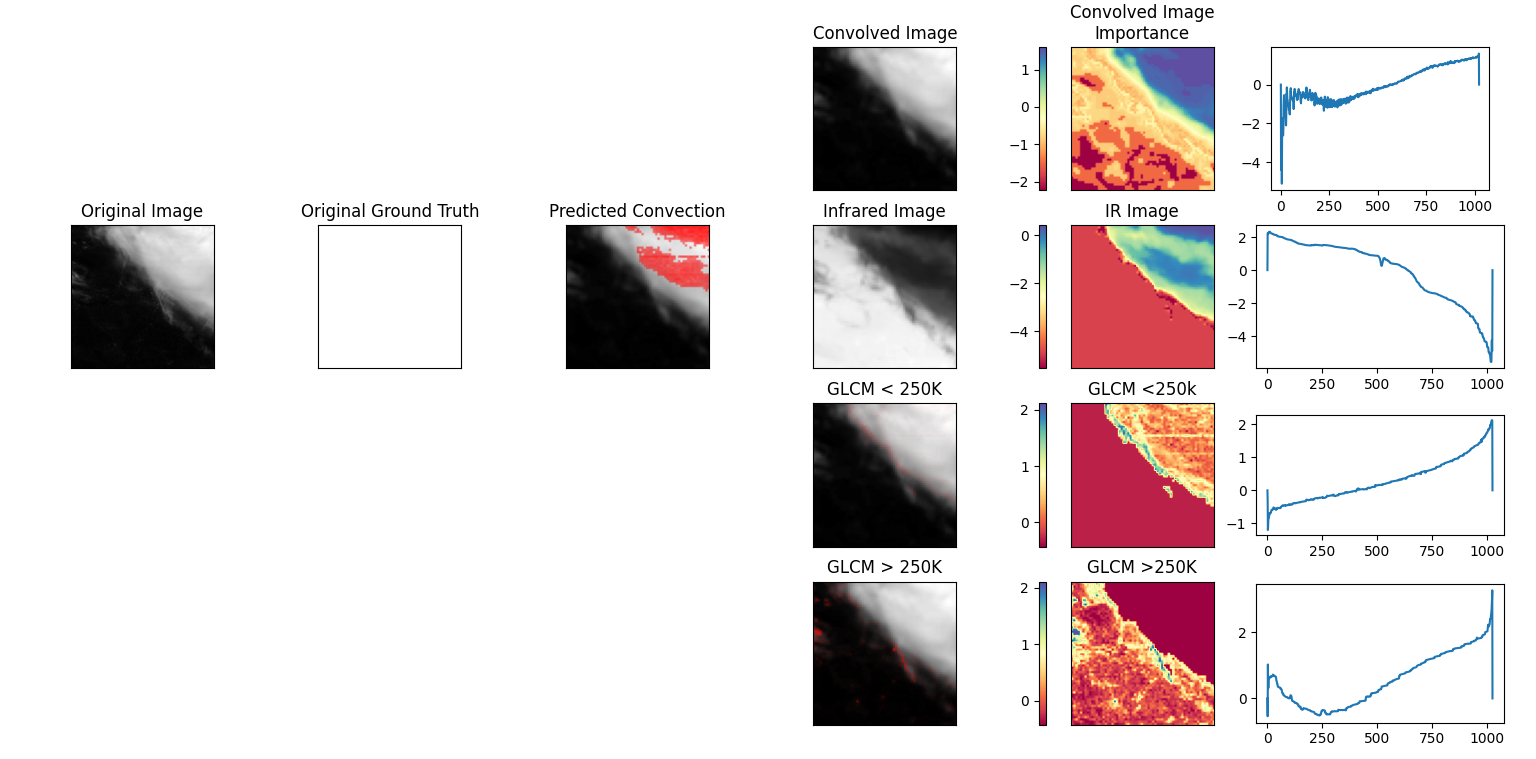 Convolved Image
Convolved Image
Importance
1
0
−1
−2
0
−2
−4
0 250 500 750 1000
Original Image
Original Ground Truth
Predicted Convection
Infrared Image
IR Image
0
−2
−4
2
0
−2
−4
0 250 500 750 1000
GLCM < 250K
GLCM <250k
2
1
0
2
1
0
−1
0 250 500 750 1000
GLCM > 250K
GLCM >250K
2
1
0
2
0
0 250 500 750 1000